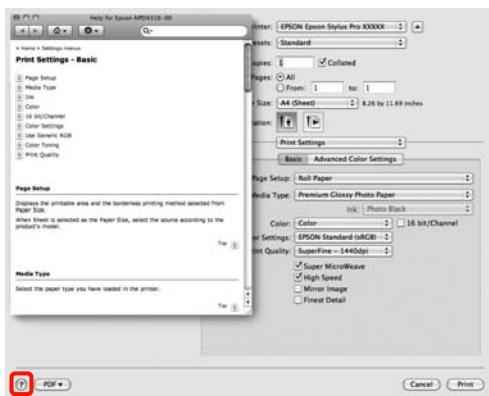 Help for Epson NPD4316-00
Q-
> Home > Settings menus
Print Settings - Basic
Page Setup
Media Type
Ink
Color
16 bit/Channel
Color Settings
Use Generic RGB
Color Toning
Print Quality
Page Setup
Displays the printable area and the borderless printing method selected from
Paper Size.
When Sheet is selected as the Paper Size, select the source according to the
product's model.
Top
Media Type
Select the paper type you have loaded in the printer.
Top
inter: EPSON Epson Stylus Pro XXXXX
esets: Standard
opies: 1 Collated
Pages: All
From: 1 to: 1
Size: A4 (Sheet) 8.26 by 11.69 inches
ation:
Print Settings
Basic Advanced Color Settings
Page Setup: Roll Paper
edia Type: Premium Glossy Photo Paper
Ink: Photo Black
Color: Color 16 bit/Channel
or Settings: EPSON Standard (sRGB)
int Quality: SuperFine - 1440dpi
Super MicroWeave
High Speed
Mirror Image
Finest Detail
? PDF Cancel Print